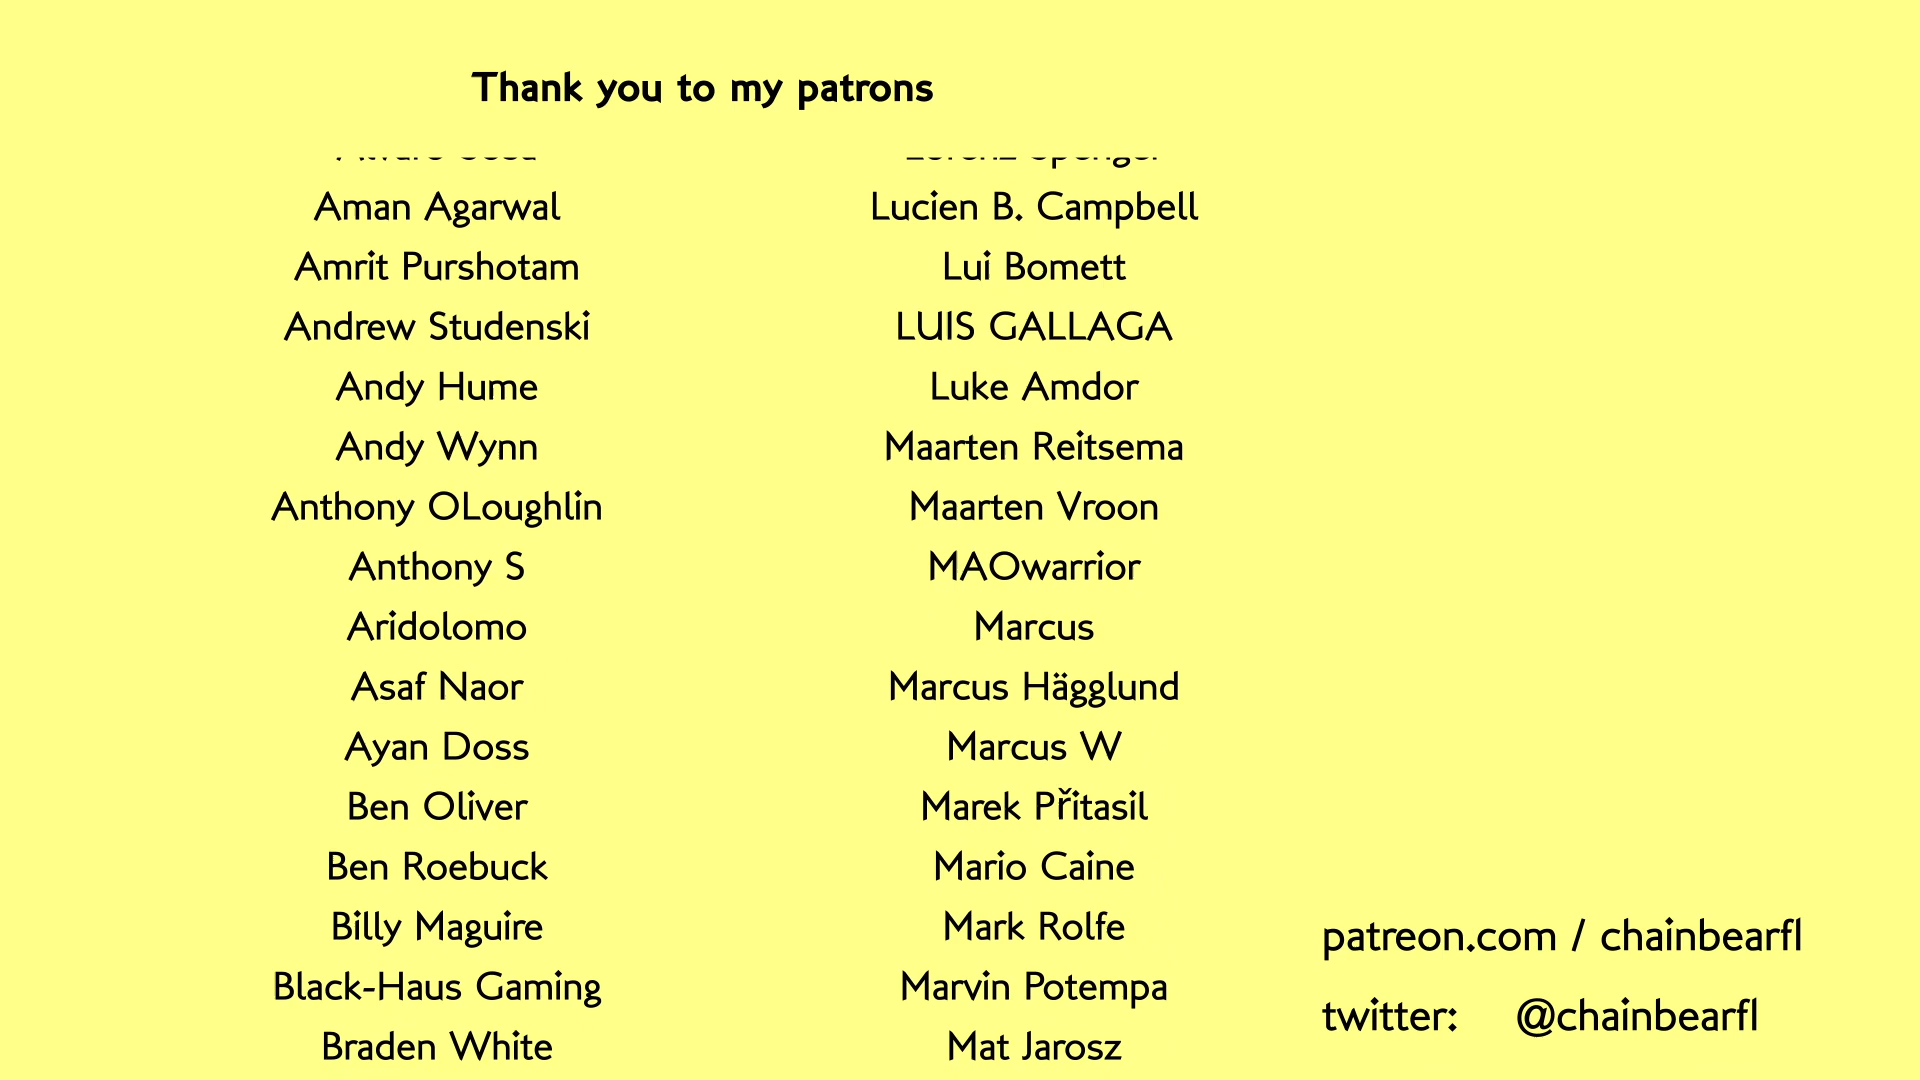 Thank you to my patrons
Aman Agarwal
Amrit Purshotam
Andrew Studenski
Andy Hume
Andy Wynn
Anthony OLoughlin
Anthony S
Aridolomo
Asaf Naor
Ayan Doss
Ben Oliver
Ben Roebuck
Billy Maguire
Black-Haus Gaming
Braden White
Lucien B. Campbell
Lui Bomett
LUIS GALLAGA
Luke Amdor
Maarten Reitsema
Maarten Vroon
MAOwarrior
Marcus
Marcus Hägglund
Marcus W
Marek Přitasil
Mario Caine
Mark Rolfe
Marvin Potempa
Mat Jarosz
patreon.com / chainbearf1
twitter: @chainbearf1